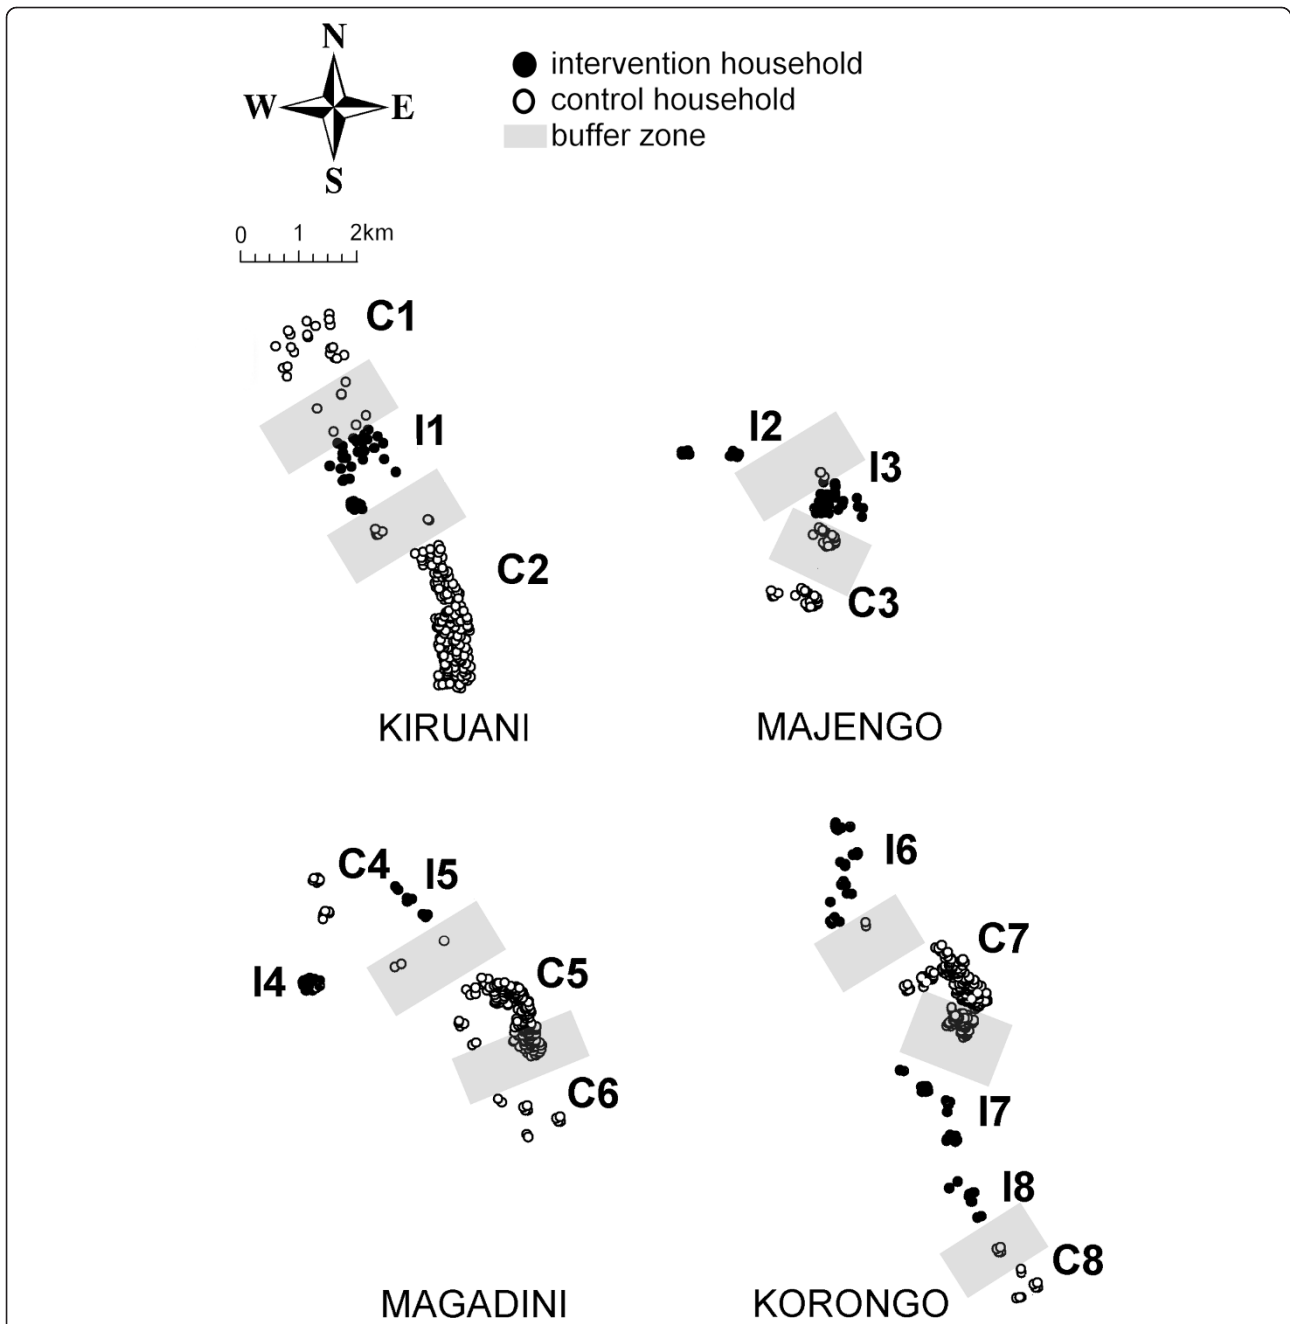 N
W E
S
intervention household
control household
buffer zone
0 1 2km
C1
I1
C2
KIRUANI
I2
I3
C3
MAJENGO
C4
I5
I4
C5
C6
MAGADINI
I6
C7
I7
I8
C8
KORONGO